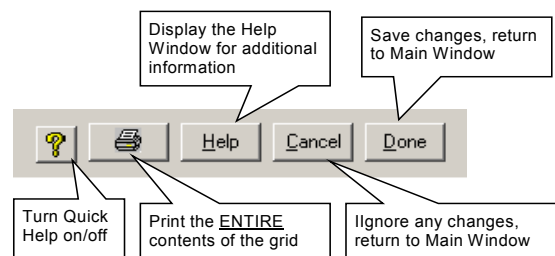 Display the Help
Window for additional
information
Save changes, return
to Main Window
? Help Cancel Done
Turn Quick
Help on/off
Print the ENTIRE
contents of the grid
IIgnore any changes,
return to Main Window